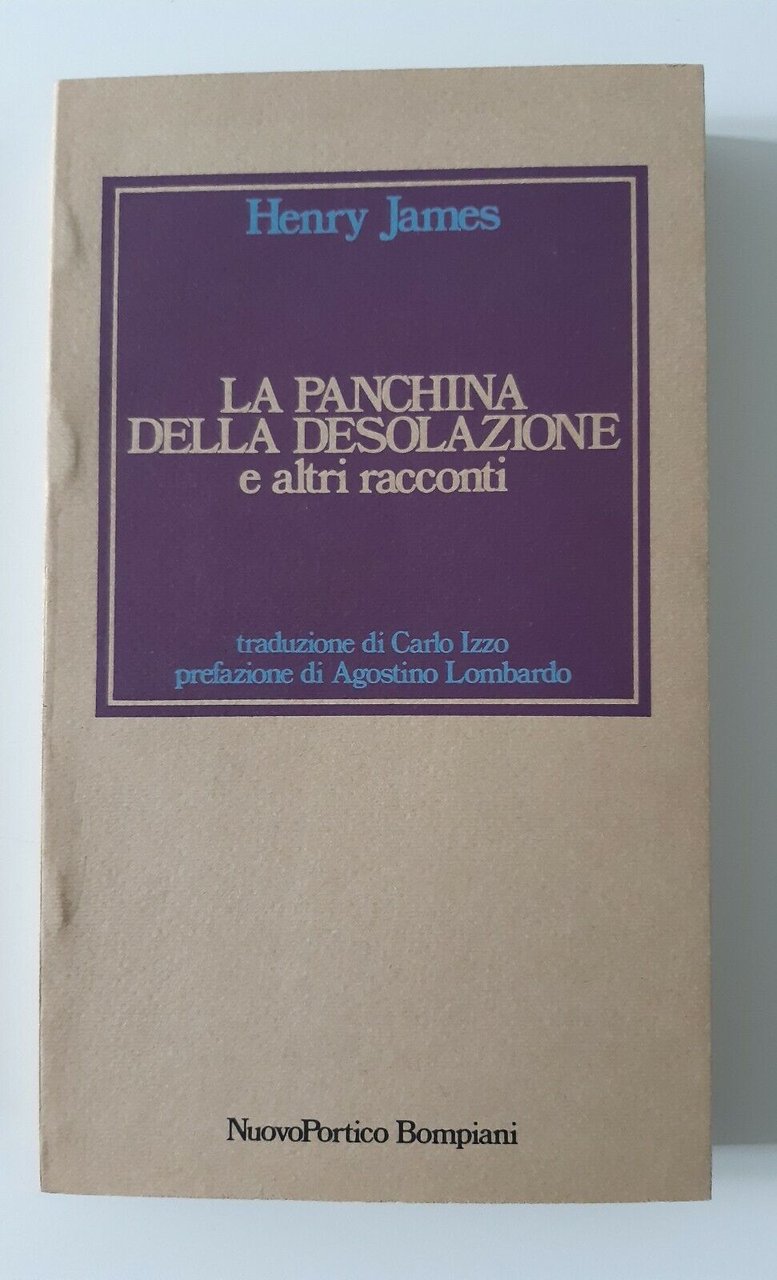 Henry James
LA PANCHINA
DELLA DESOLAZIONE
e altri racconti
traduzione di Carlo Izzo
prefazione di Agostino Lombardo
NuovoPortico Bompiani